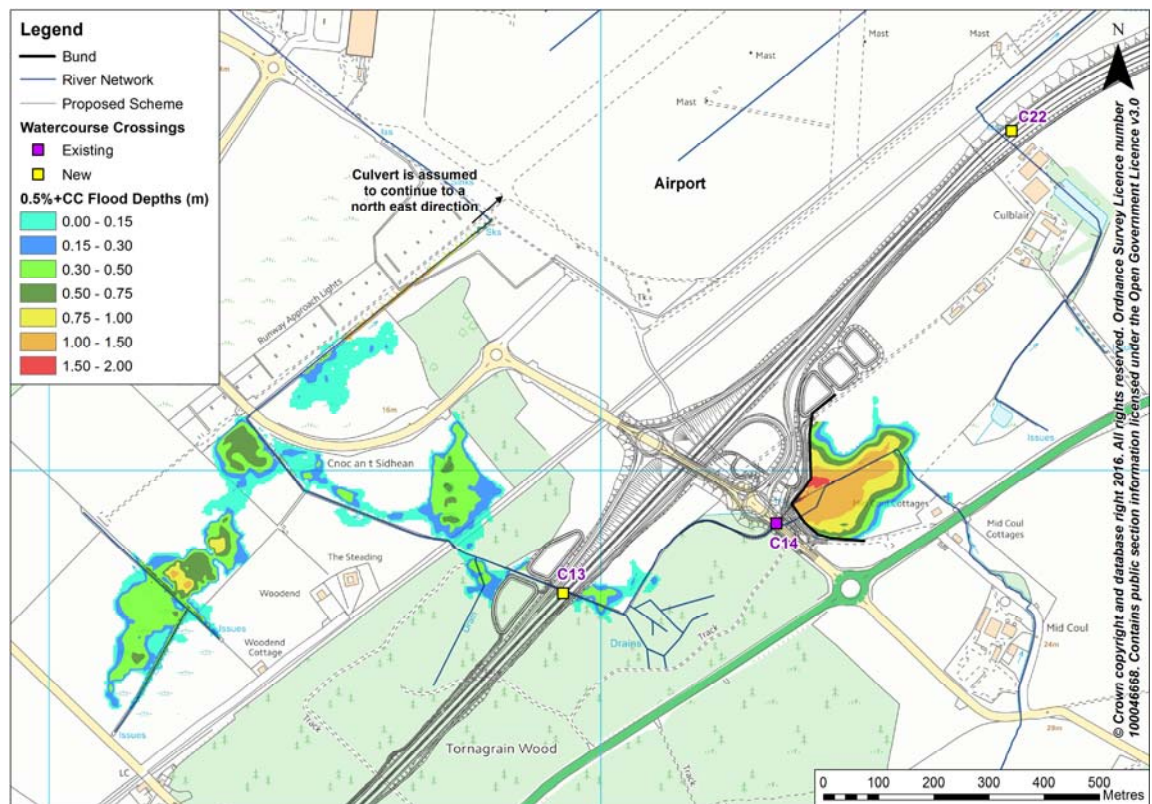 Legend
Bund
River Network
Proposed Scheme
Watercourse Crossings
Existing
New
0.5%+CC Flood Depths (m)
0.00 - 0.15
0.15 - 0.30
0.30 - 0.50
0.50 - 0.75
0.75 - 1.00
1.00 - 1.50
1.50 - 2.00
Mast
Mast
Mast
Mast
N
C22
Culvert is assumed
to continue to a
north east direction
Airport
Culblair
Runway Approach Lights
16m
Issues
Cnoc an t Sidhean
Cottages
Mid Coul
Cottages
C14
The Steading
C13
Woodend
Issues
Woodend
Cottage
Drains
Track
Mid Coul
24m
Issues
Track
Tornagrain Wood
Track
28m
LC
0 100 200 300 400 500
Metres
© Crown copyright and database right 2016. All rights reserved. Ordnance Survey Licence number
100046668. Contains public section information licensed under the Open Government Licence v3.0